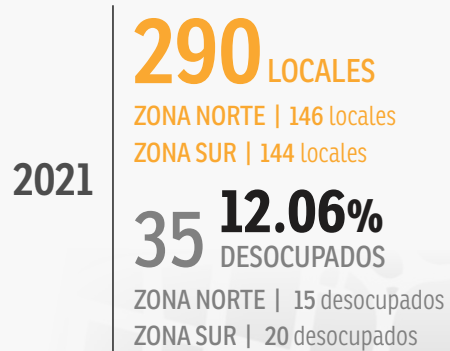 2021
290 LOCALES
ZONA NORTE | 146 locales
ZONA SUR | 144 locales
35 12.06% DESOCUPADOS
ZONA NORTE | 15 desocupados
ZONA SUR | 20 desocupados